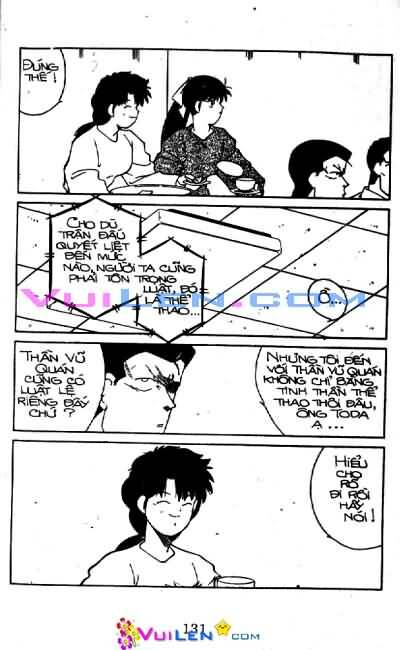 ĐÚNG
THẾ!
CHO DÙ
TRẬN ĐẤU
QUYẾT LIỆT
ĐẾN MỨC
NÀO, NGƯỜI TA CŨNG
PHẢI TÔN TRỌNG
LUẬT, ĐÓ
LÀ THỂ
THAO...
Ồ..
VUILEN.COM
NHƯNG TÔI ĐẾN
VỚI THẦN VŨ QUAN
KHÔNG CHỈ BẰNG
TINH THẦN THỂ
THAO THÔI ĐÂU,
ÔNG TODA
Ạ...
THẦN VŨ
QUAN
CŨNG CÓ
LUẬT LỆ
RIÊNG ĐẤY
CHỨ?
HIỂU
CHO
RÕ
ĐI RỒI
HÃY
NÓI!
131
VUILEN